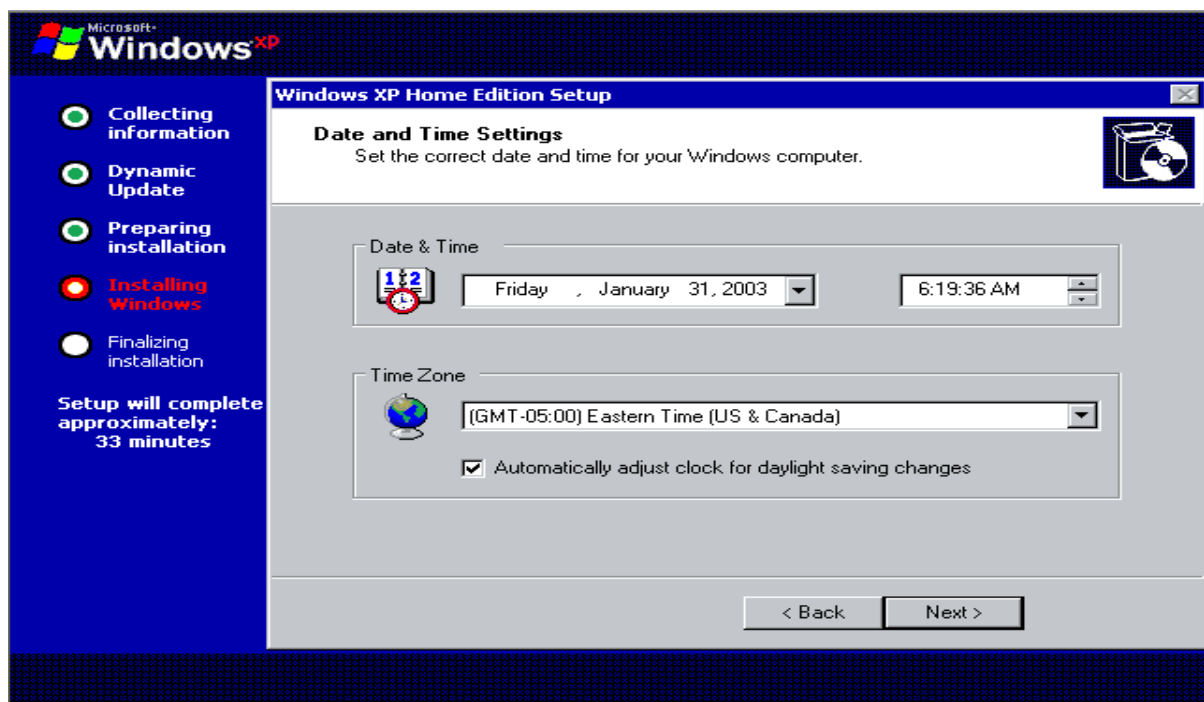 Microsoft
Windows xp
Collecting
information
Dynamic
Update
Preparing
installation
Installing
Windows
Finalizing
installation
Setup will complete
approximately:
33 minutes
Windows XP Home Edition Setup
Date and Time Settings
Set the correct date and time for your Windows computer.
Date & Time
12
Friday , January 31, 2003
6:19:36 AM
Time Zone
(GMT-05:00) Eastern Time (US & Canada)
Automatically adjust clock for daylight saving changes
< Back
Next >